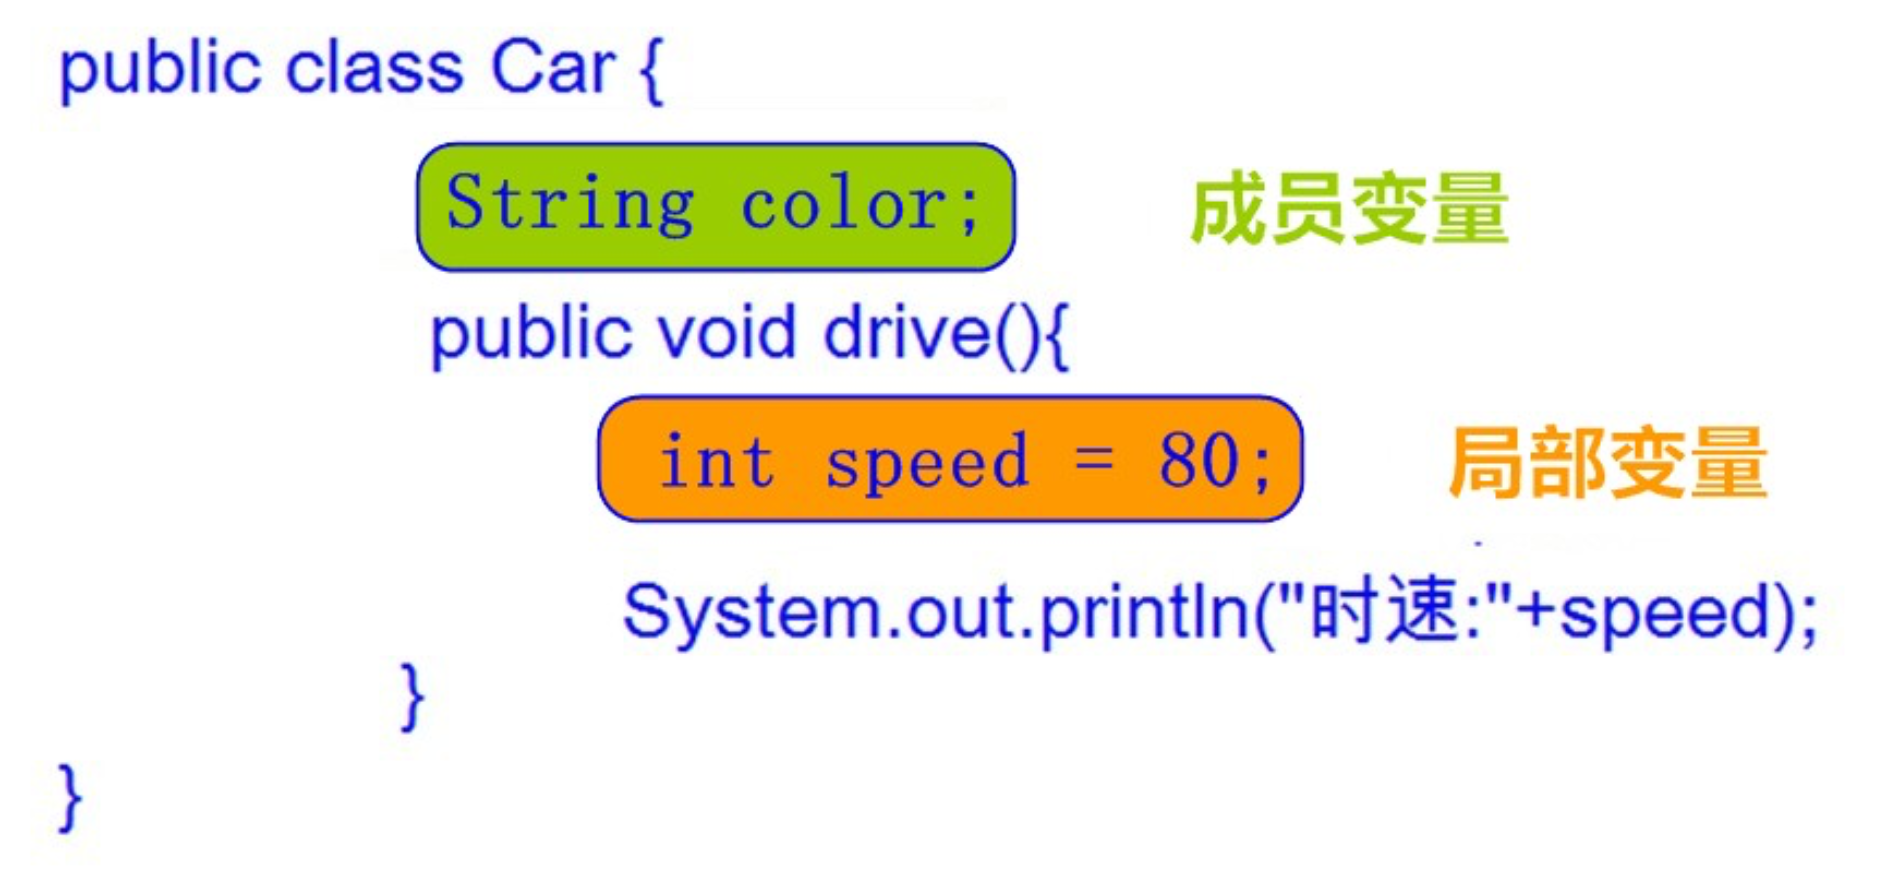 public class Car {
String color; 成员变量
public void drive(){
int speed = 80; 局部变量
System.out.println("时速:"+speed);
}
}